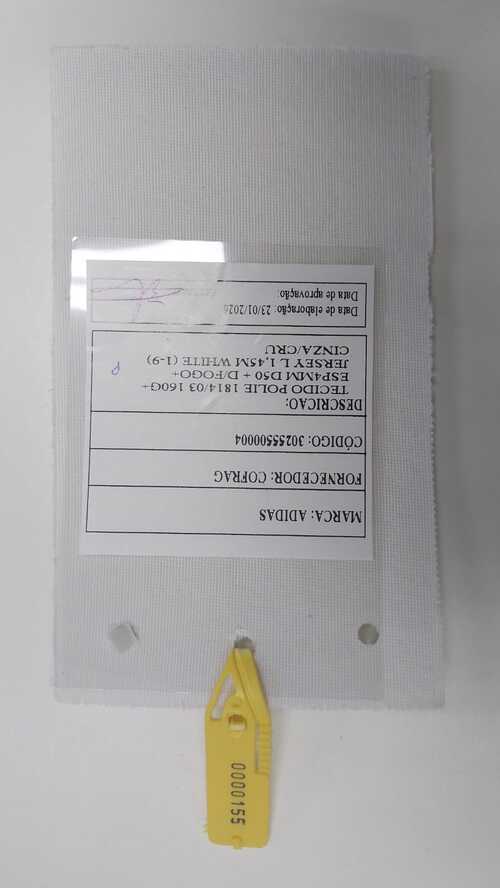 MARCA: ADIDAS
FORNECEDOR: COFRAG
CÓDIGO: 30255500004
DESCRICAO:
TECIDO POLIE 1814/03 160G+
ESP4MM D50 + D/FOGO+
JERSEY L 1,45M WHITE (1-9)
CINZA/CRU
Data de elaboração: 23/01/2026
Data de aprovação:
0000155